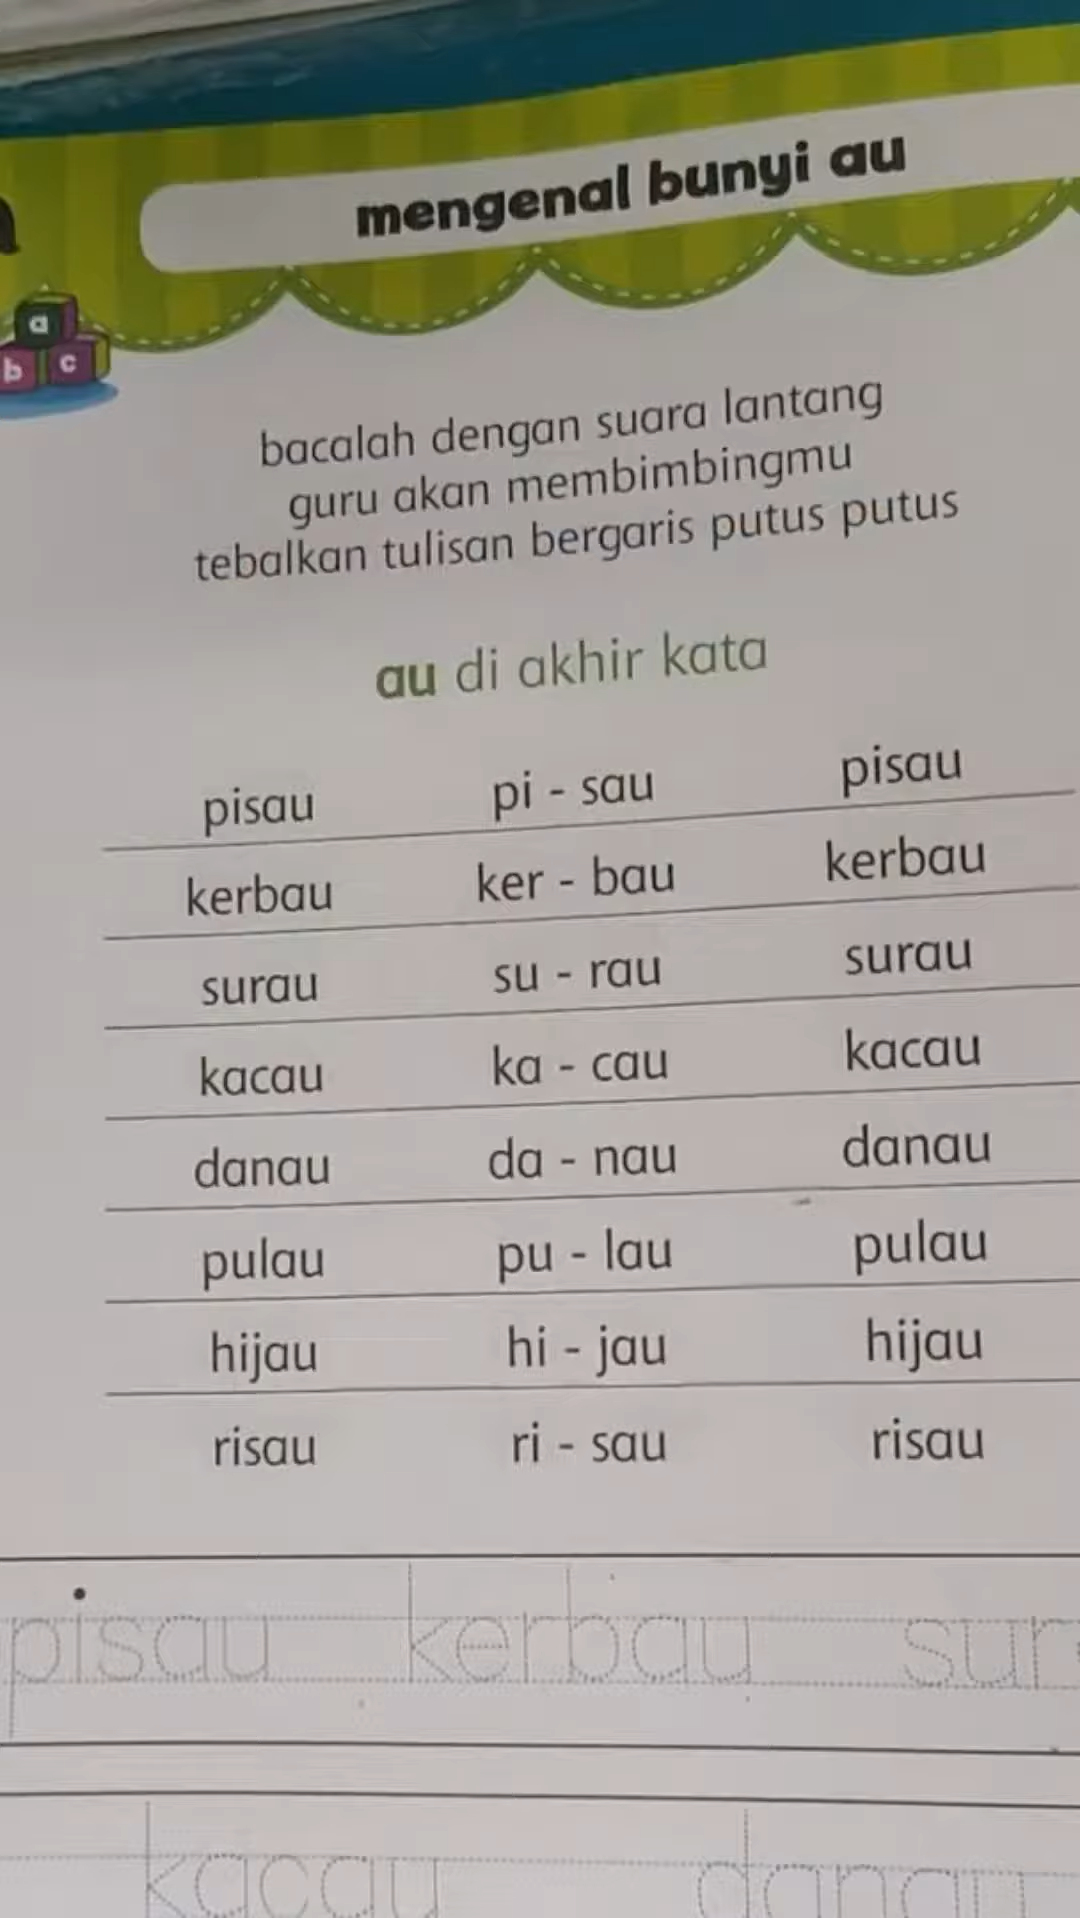 mengenal bunyi au
a
b c
bacalah dengan suara lantang
guru akan membimbingmu
tebalkan tulisan bergaris putus putus
au di akhir kata
pisau pi - sau pisau
kerbau ker - bau kerbau
surau su - rau surau
kacau ka - cau kacau
danau da - nau danau
pulau pu - lau pulau
hijau hi - jau hijau
risau ri - sau risau
pisau kerbau sur
kacau danau